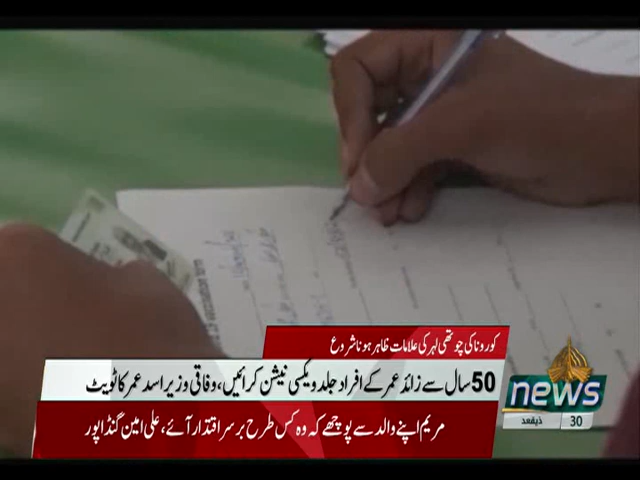 کورونا کی چوتھی لہر کی علامات ظاہر ہونا شروع
50 سال سے زائد عمر کے افراد جلد ویکسی نیشن کرائیں، وفاقی وزیر اسد عمر کا ٹویٹ
مریم اپنے والد سے پوچھے کہ وہ کس طرح برسر اقتدار آئے، علی امین گنڈاپور
news
ذیقعد 30